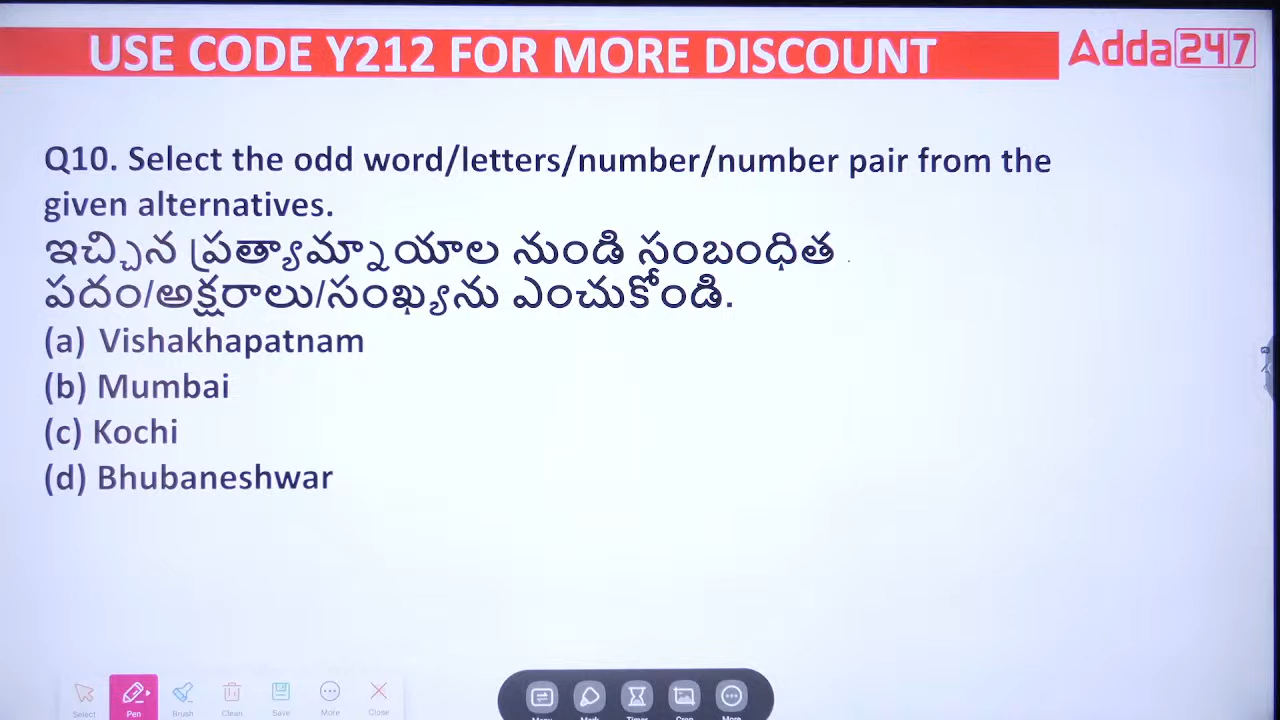 USE CODE Y212 FOR MORE DISCOUNT
Adda247
Q10. Select the odd word/letters/number/number pair from the
given alternatives.
ఇచ్చిన ప్రత్యామ్నాయాల నుండి సంబంధిత
పదం/అక్షరాలు/సంఖ్యను ఎంచుకోండి.
(a) Vishakhapatnam
(b) Mumbai
(c) Kochi
(d) Bhubaneshwar
Select
Pen
Brush
Clean
Save
More
Close